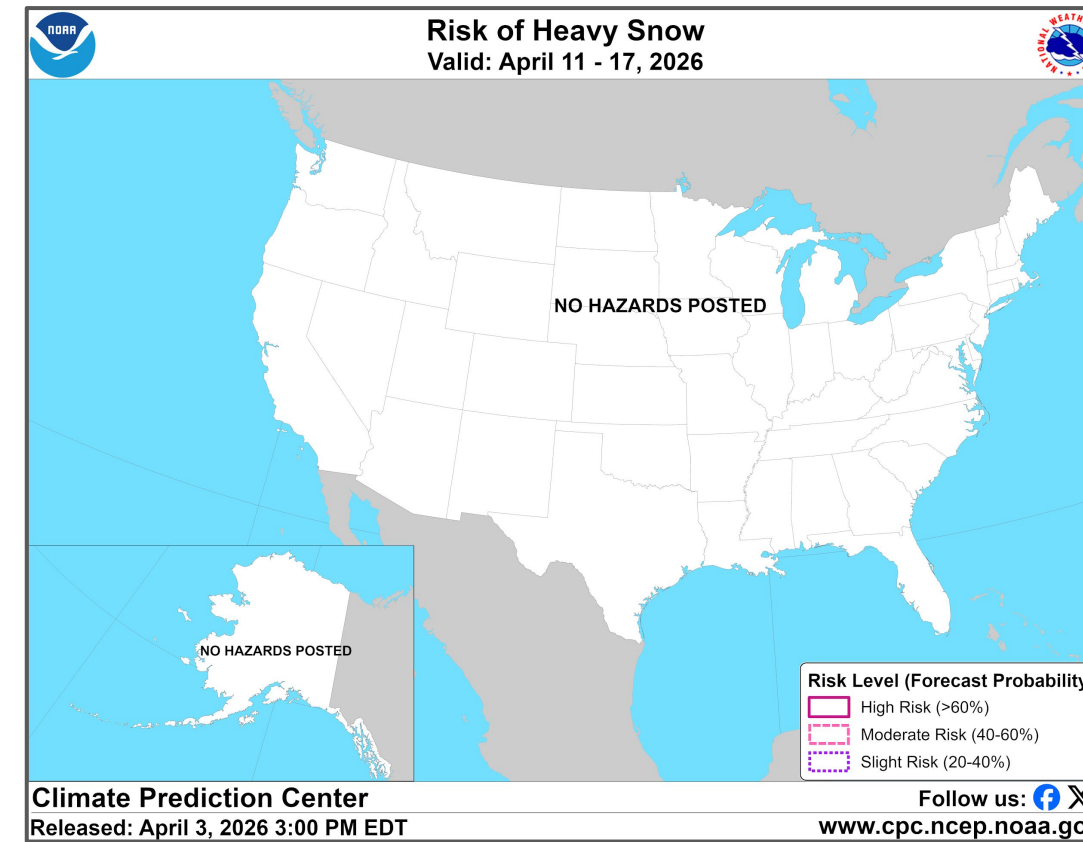 NOAA
Risk of Heavy Snow
Valid: April 11 - 17, 2026
NO HAZARDS POSTED
NO HAZARDS POSTED
Risk Level (Forecast Probability
High Risk (>60%)
Moderate Risk (40-60%)
Slight Risk (20-40%)
Climate Prediction Center
Follow us:
Released: April 3, 2026 3:00 PM EDT
www.cpc.ncep.noaa.go